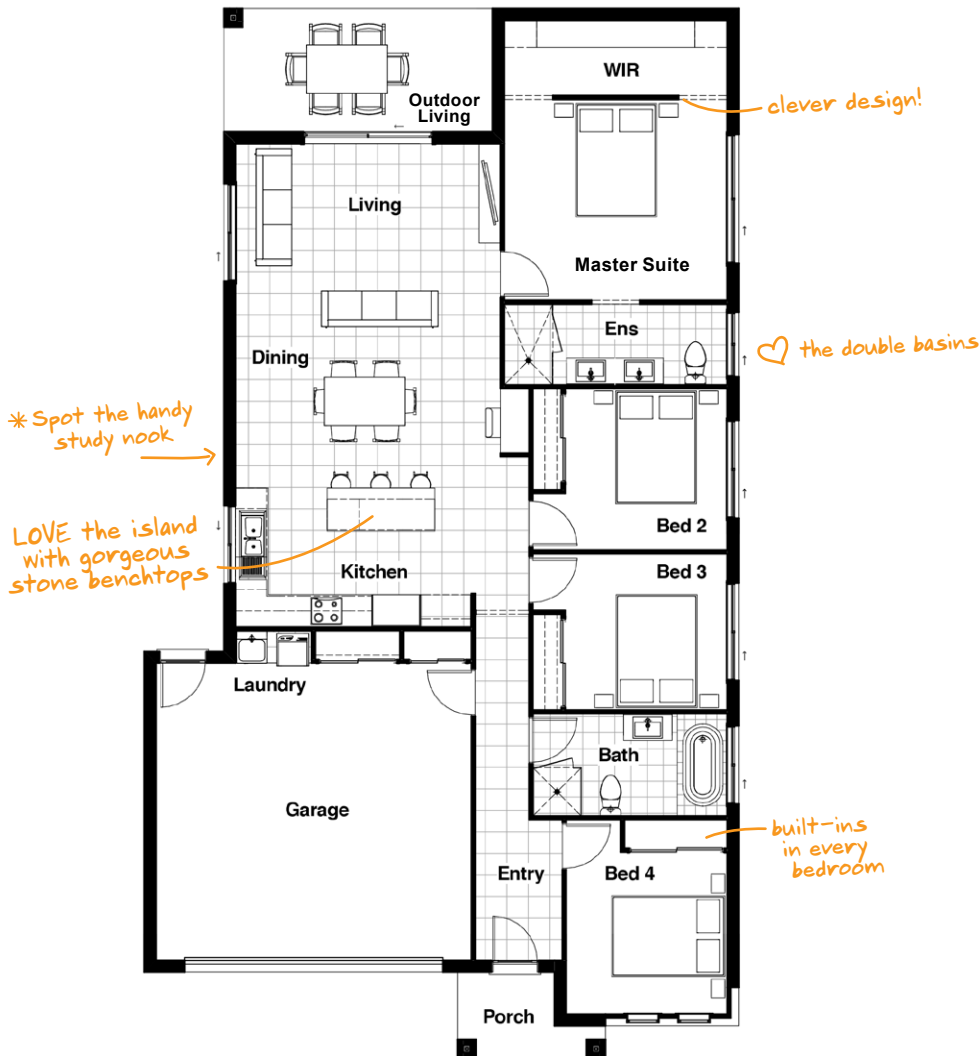 WIR
clever design!
Outdoor
Living
Living
Master Suite
Ens
♡ the double basins
Dining
* Spot the handy
study nook
LOVE the island
with gorgeous
stone benchtops
Bed 2
Kitchen
Bed 3
Laundry
Bath
Garage
built-ins
in every
bedroom
Entry
Bed 4
Porch